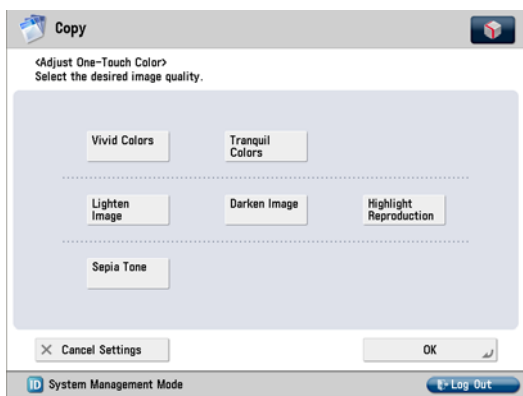 Copy
<Adjust One-Touch Color>
Select the desired image quality.
Vivid Colors
Tranquil
Colors
Lighten
Image
Darken Image
Highlight
Reproduction
Sepia Tone
Cancel Settings
OK
ID System Management Mode
Log Out